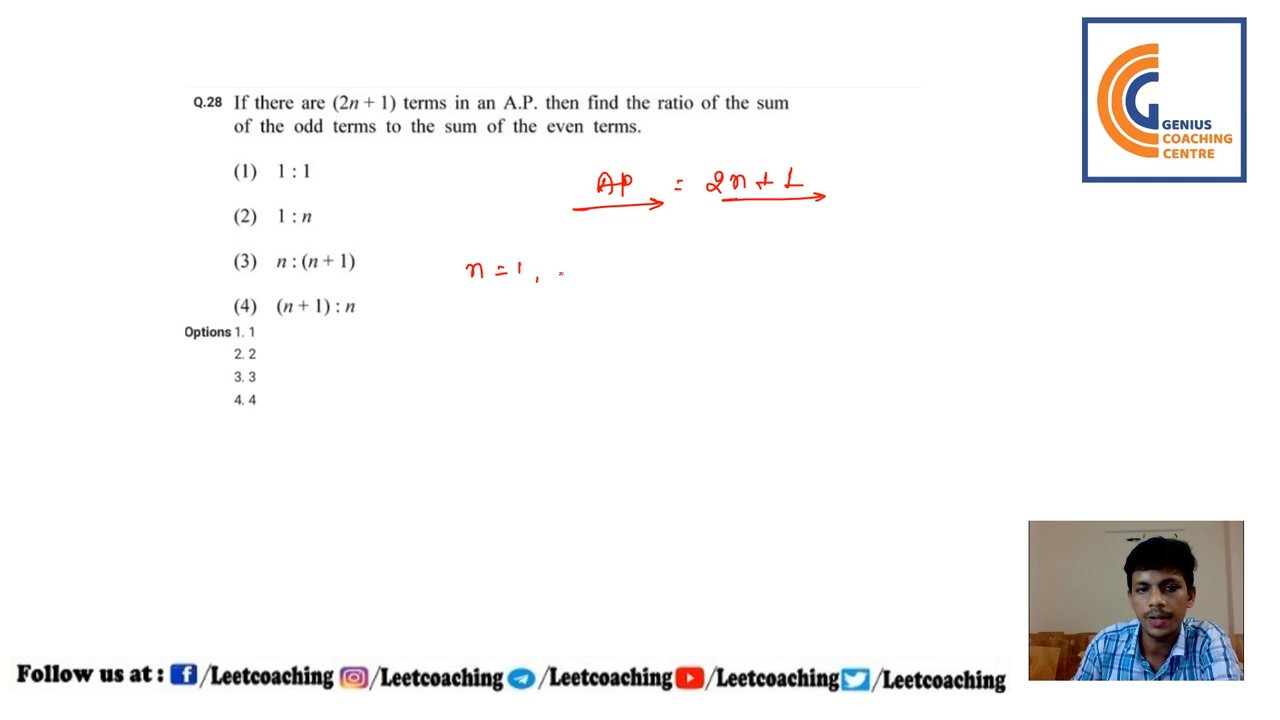 Q.28 If there are (2n + 1) terms in an A.P. then find the ratio of the sum
of the odd terms to the sum of the even terms.
(1) 1 : 1
(2) 1 : n
(3) n : (n + 1)
(4) (n + 1) : n
Options 1. 1
2. 2
3. 3
4. 4
AP = 2n + 1
n = 1 ,
GENIUS
COACHING
CENTRE
Follow us at : /Leetcoaching /Leetcoaching /Leetcoaching /Leetcoaching /Leetcoaching